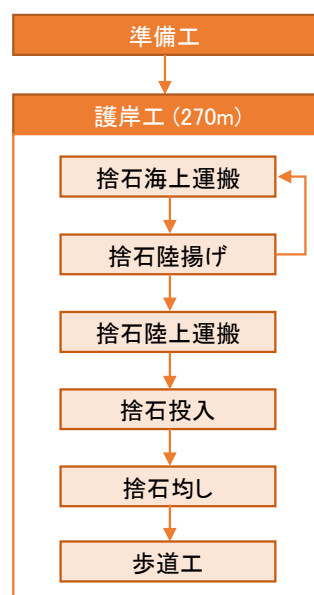 準備工
護岸工（270m）
捨石海上運搬
捨石陸揚げ
捨石陸上運搬
捨石投入
捨石均し
歩道工